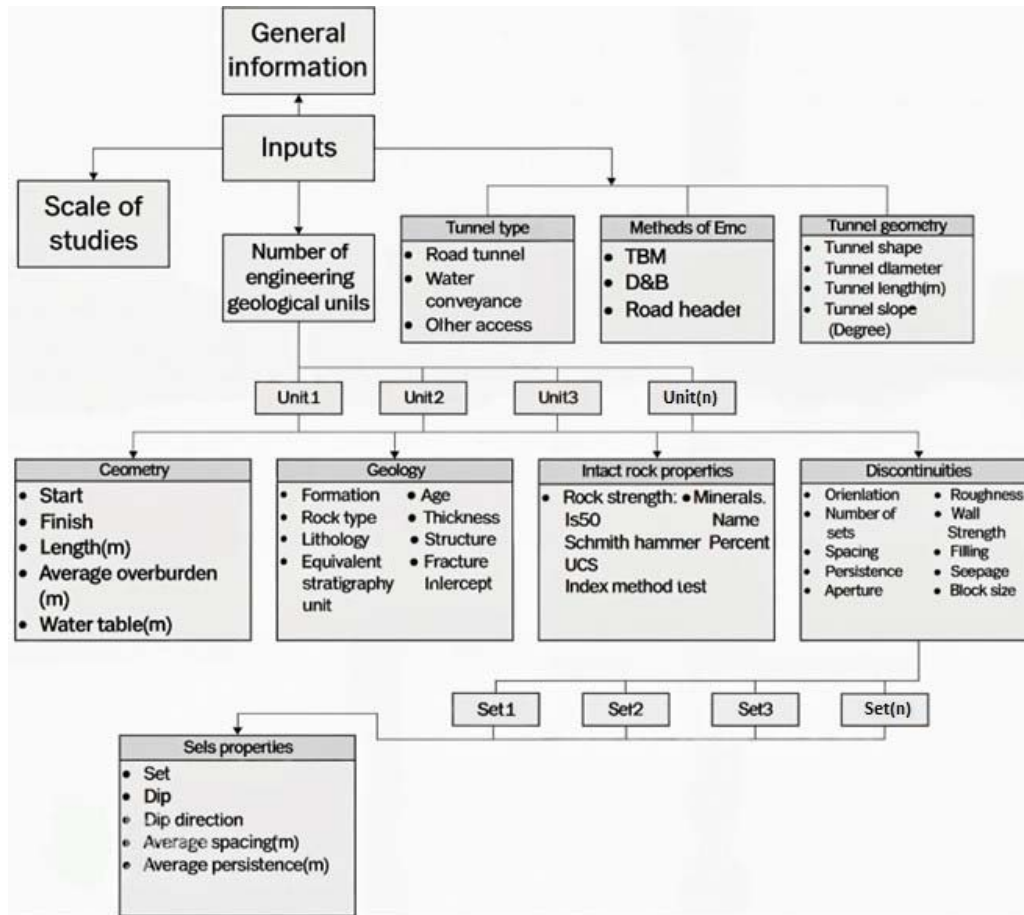 General
information
Inputs
Scale of
studies
Number of
engineering
geological unils
Tunnel type
• Road tunnel
• Water
conveyance
• Olher access
Metheds of Emc
• TBM
• D&B
• Road header
Tunnel geometry
• Tunnel shape
• Tunnel dlameter
• Tunnel length(m)
• Tunnel slope
(Degree)
Unit1
Unit2
Unit3
Unit(n)
Geometry
• Start
• Finish
• Length(m)
• Average overburden
(m)
• Water table(m)
Geology
• Formation
• Rock type
• Lithology
• Equivalent
stratigraphy
unit
• Age
• Thickness
• Structure
• Fracture
Inlercept
Intact rock propertics
• Rock strength:
Is50
Schmith hammer
UCS
Index method test
• Minerals.
Name
Percent
Discontinuities
• Orienlation
• Number of
sets
• Spacing
• Persistence
• Aperture
• Roughness
• Wall
Strength
• Filling
• Seepage
• Block size
Set1
Set2
Set3
Set(n)
Sels properties
• Set
• Dip
• Dip direction
• Average spacing(m)
• Average persistence(m)